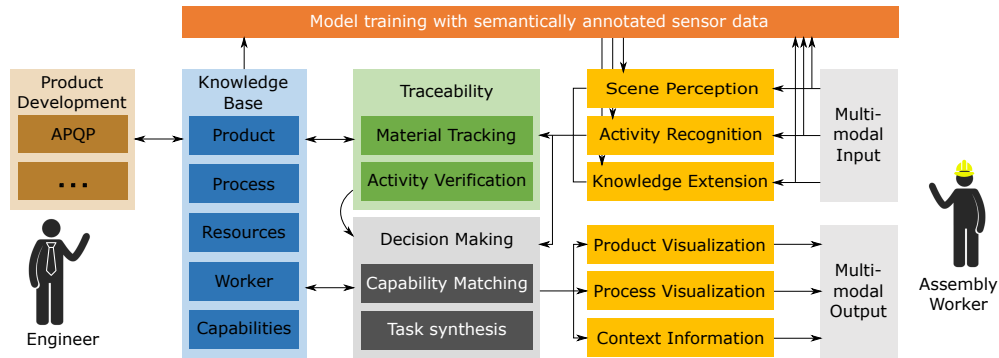 Model training with semantically annotated sensor data
Product
Development
APQP
...
Engineer
Knowledge
Base
Product
Process
Resources
Worker
Capabilities
Traceability
Material Tracking
Activity Verification
Decision Making
Capability Matching
Task synthesis
Scene Perception
Activity Recognition
Knowledge Extension
Product Visualization
Process Visualization
Context Information
Multi-
modal
Input
Multi-
modal
Output
Assembly
Worker